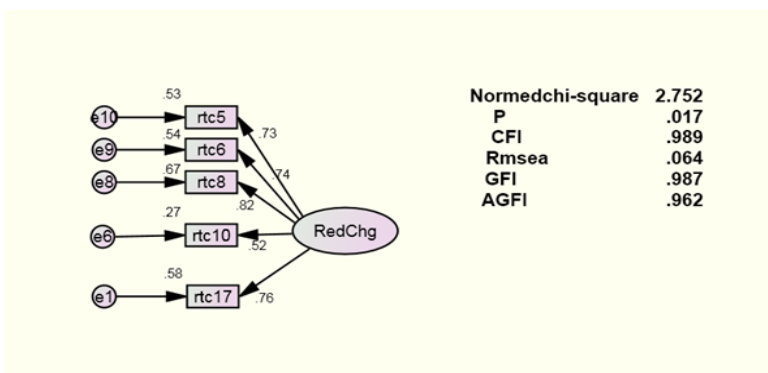 .53
e10 rtc5
.73
.54
e9 rtc6
.74
.67
e8 rtc8
.82
.27
e6 rtc10
.52
RedChg
.58
e1 rtc17
.76
Normedchi-square 2.752
P .017
CFI .989
Rmsea .064
GFI .987
AGFI .962